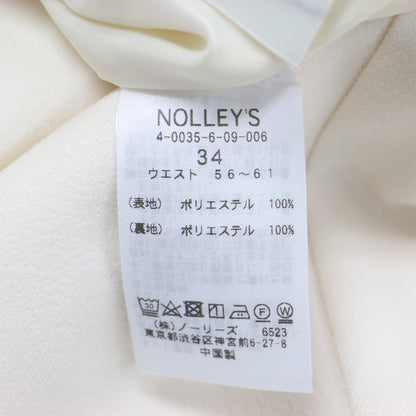 NOLLEY'S
4-0035-6-09-006
34
ウエスト 56～61
(表地) ポリエステル 100%
(裏地) ポリエステル 100%
30 F W
(株)ノーリーズ 6523
東京都渋谷区神宮前6-27-8
中国製